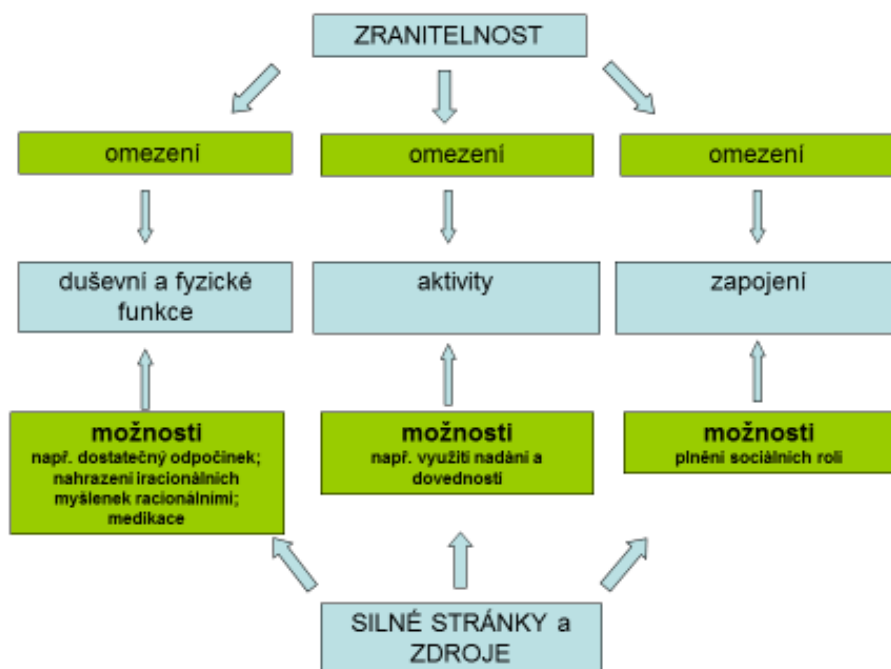 ZRANITELNOST
omezení
omezení
omezení
duševní a fyzické
funkce
aktivity
zapojení
možnosti
např. dostatečný odpočinek;
nahrazení iracionálních
myšlenek racionálními;
medikace
možnosti
např. využití nadání a
dovedností
možnosti
plnění sociálních rolí
SILNÉ STRÁNKY a
ZDROJE